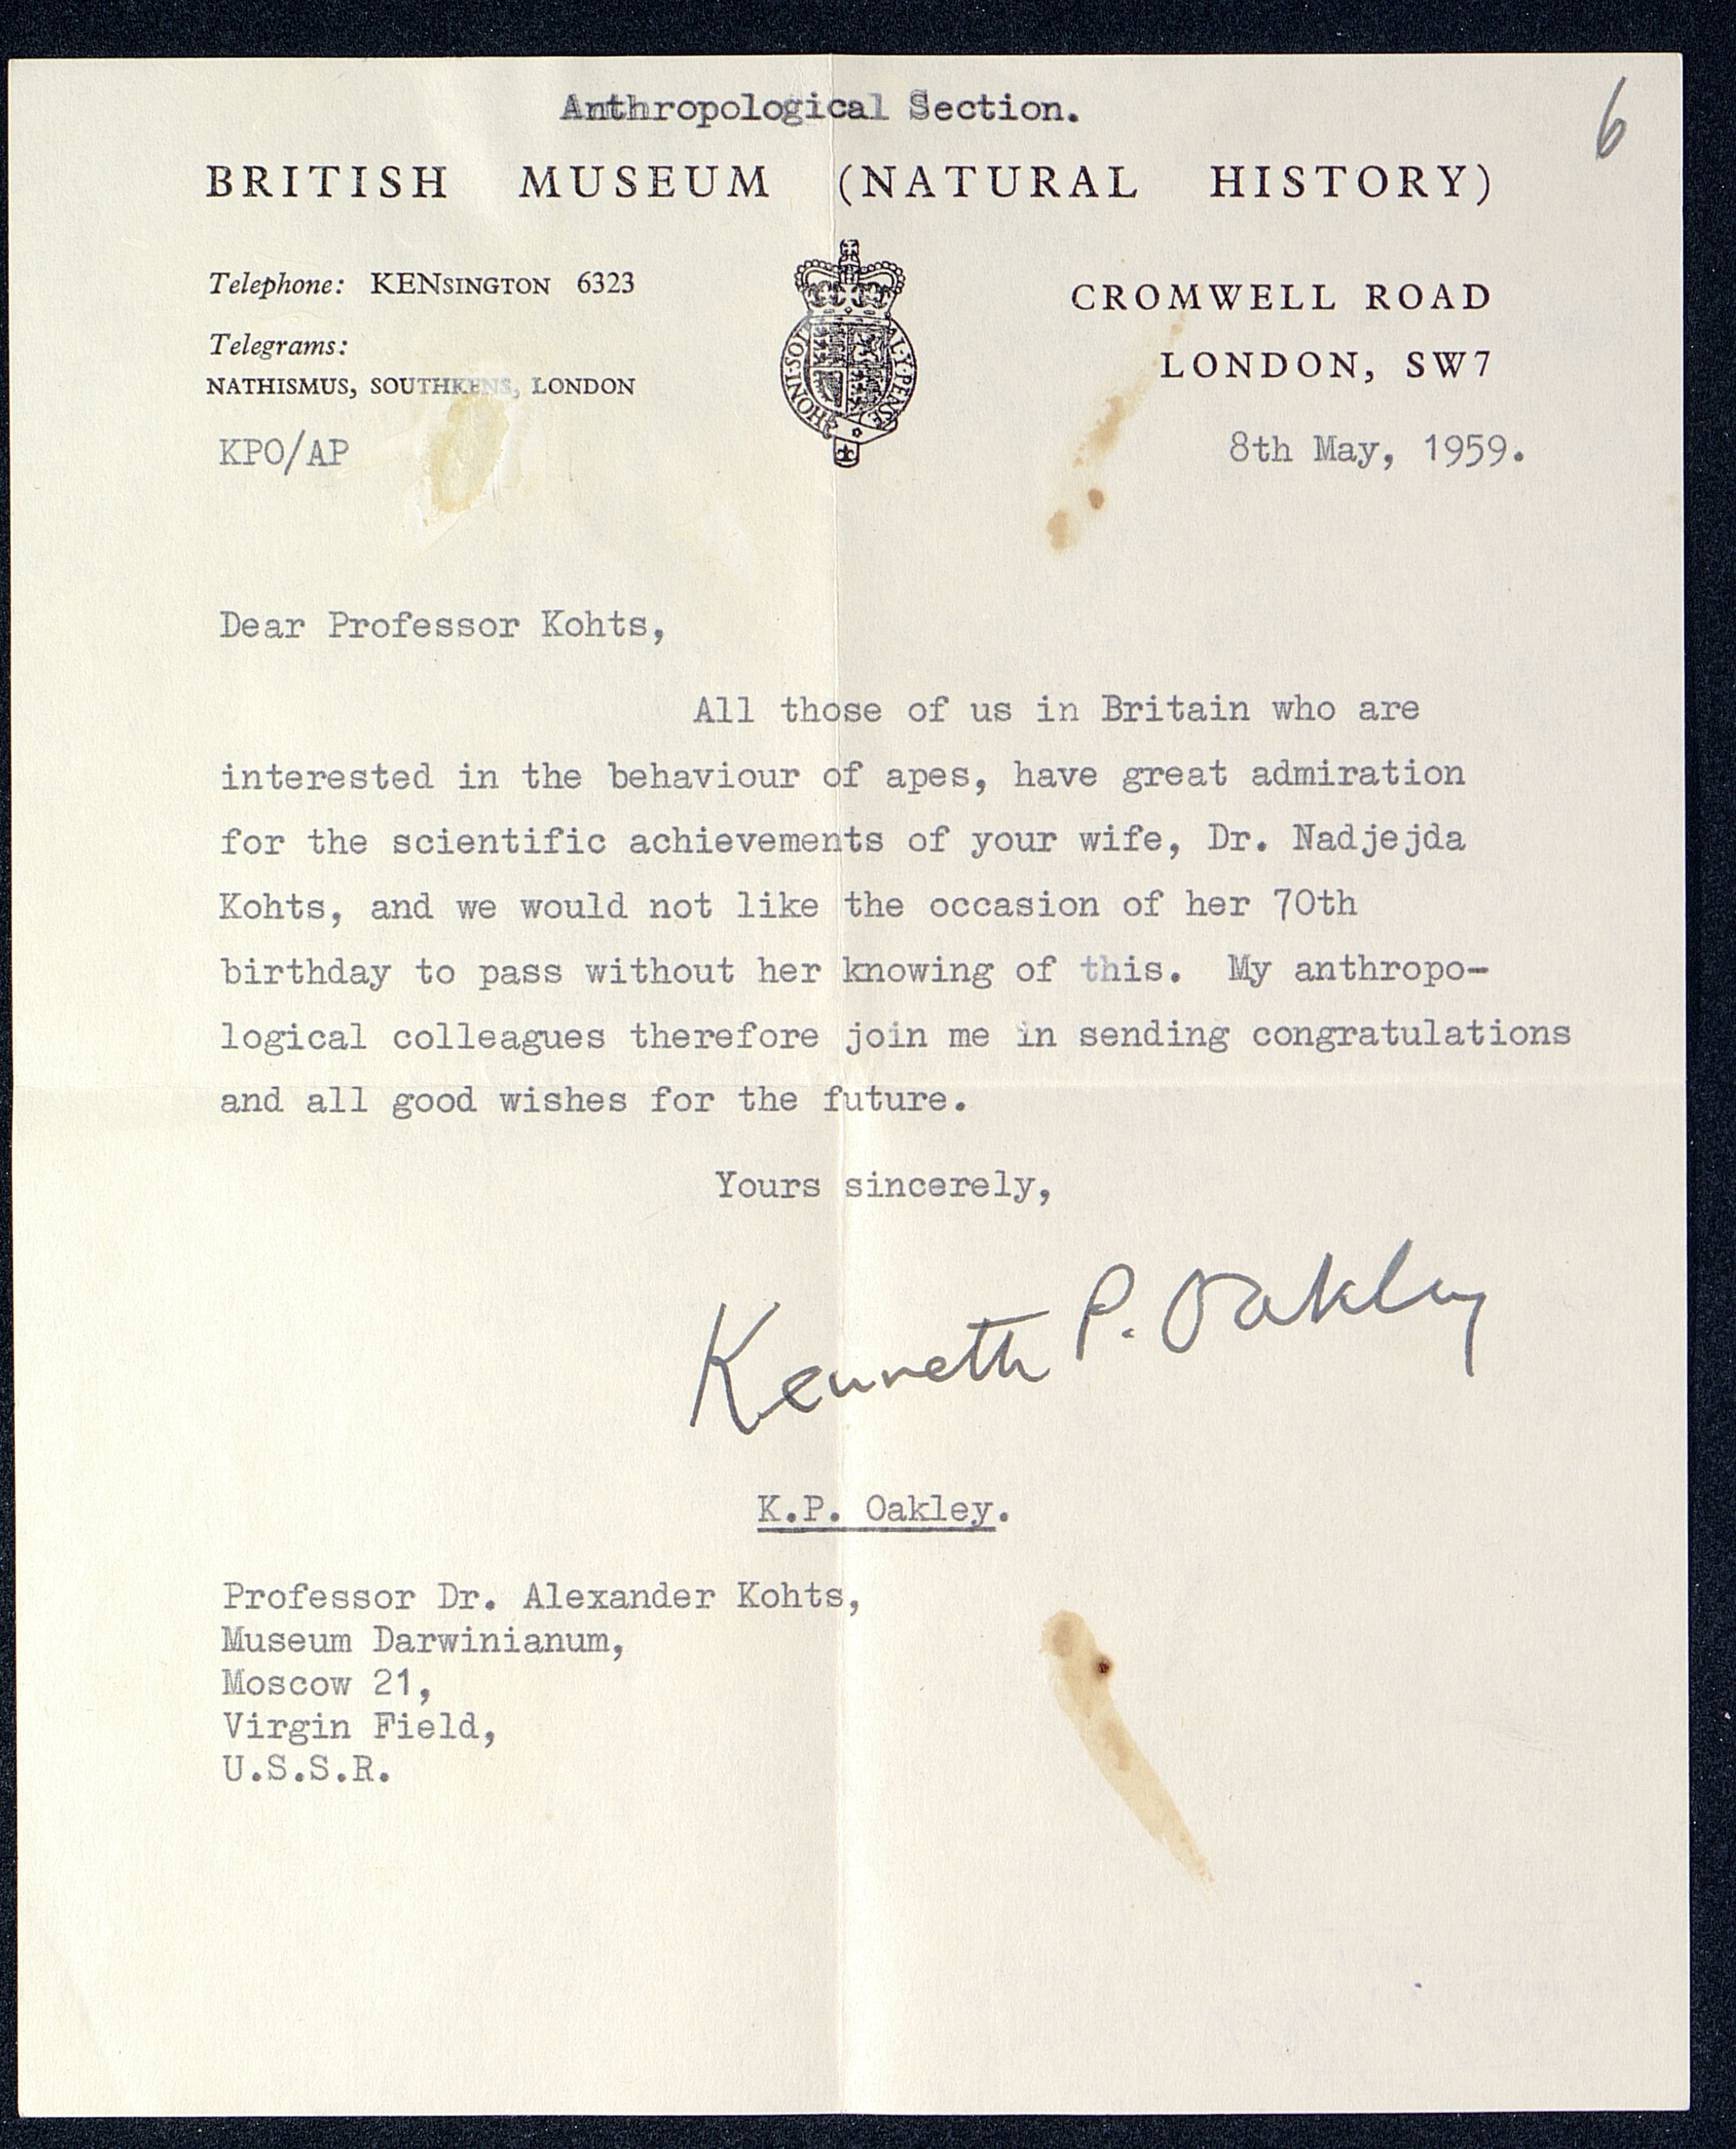 Anthropological Section.
6
BRITISH MUSEUM (NATURAL HISTORY)
Telephone: KENSINGTON 6323
Telegrams:
NATHISMUS, SOUTHKENS, LONDON
HONI·SOI AL·Y·PENSE
CROMWELL ROAD
LONDON, SW7
KPO/AP
8th May, 1959.
Dear Professor Kohts,
All those of us in Britain who are
interested in the behaviour of apes, have great admiration
for the scientific achievements of your wife, Dr. Nadjejda
Kohts, and we would not like the occasion of her 70th
birthday to pass without her knowing of this. My anthropo-
logical colleagues therefore join me in sending congratulations
and all good wishes for the future.
Yours sincerely,
Kenneth P. Oakley
K.P. Oakley.
Professor Dr. Alexander Kohts,
Museum Darwinianum,
Moscow 21,
Virgin Field,
U.S.S.R.